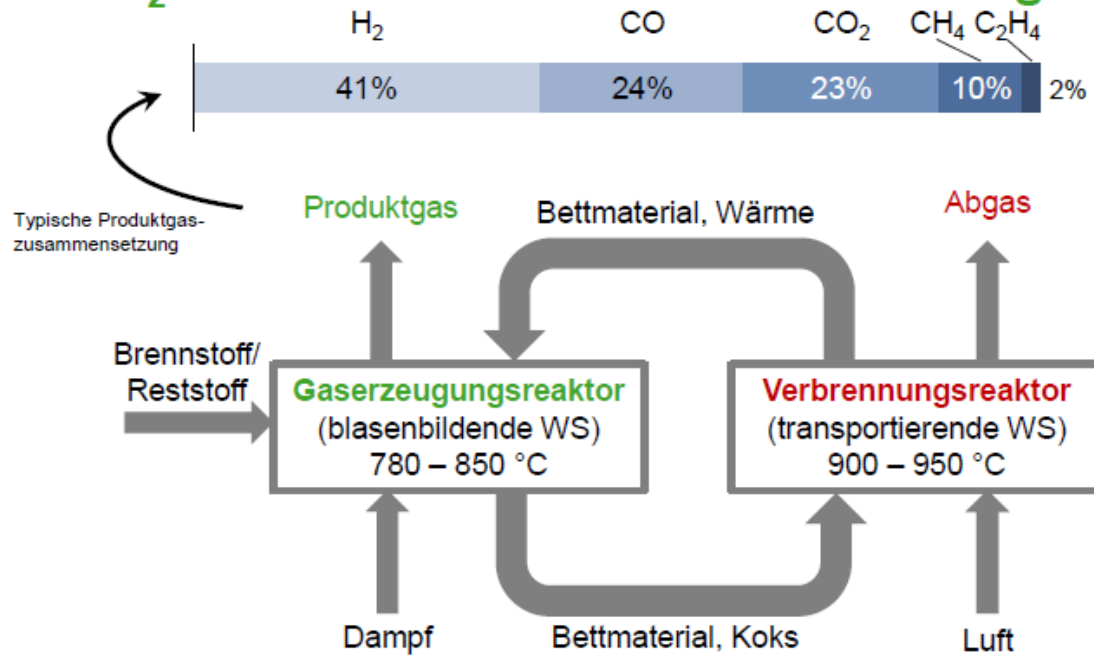 H₂ CO CO₂ CH₄ C₂H₄
41% 24% 23% 10% 2%
Typische Produktgas-
zusammensetzung
Produktgas
Bettmaterial, Wärme
Abgas
Brennstoff/
Reststoff
Gaserzeugungsreaktor
(blasenbildende WS)
780 – 850 °C
Verbrennungsreaktor
(transportierende WS)
900 – 950 °C
Dampf
Bettmaterial, Koks
Luft